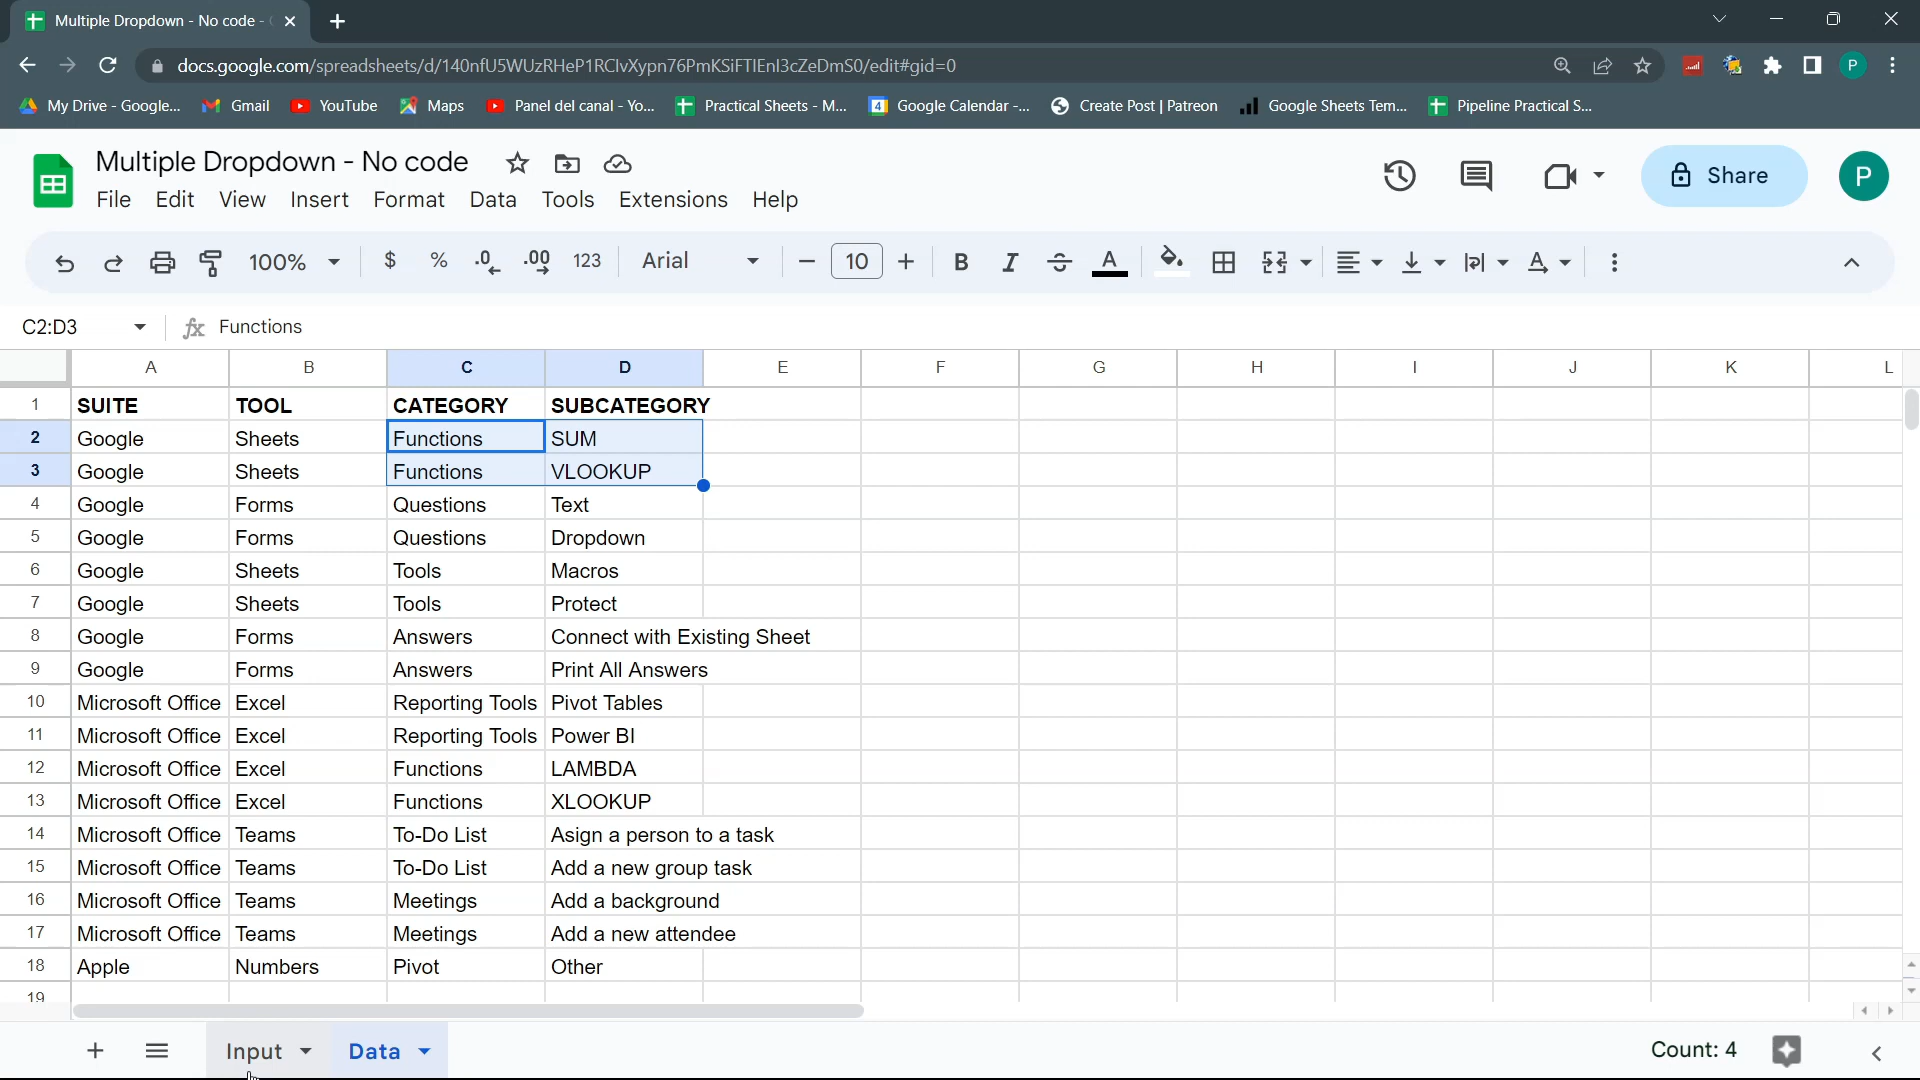 Multiple Dropdown - No code -
docs.google.com/spreadsheets/d/140nfU5WUzRHeP1RClvXypn76PmKSiFTIEnI3cZeDmS0/edit#gid=0
P
My Drive - Google... Gmail YouTube Maps Panel del canal - Yo... Practical Sheets - M... 4 Google Calendar -... Create Post | Patreon Google Sheets Tem... Pipeline Practical S...
Multiple Dropdown - No code
File Edit View Insert Format Data Tools Extensions Help
Share
P
100% $ % .0 .00 123 Arial 10 B I A A
C2:D3 fx Functions
A B C D E F G H I J K L
1 SUITE TOOL CATEGORY SUBCATEGORY
2 Google Sheets Functions SUM
3 Google Sheets Functions VLOOKUP
4 Google Forms Questions Text
5 Google Forms Questions Dropdown
6 Google Sheets Tools Macros
7 Google Sheets Tools Protect
8 Google Forms Answers Connect with Existing Sheet
9 Google Forms Answers Print All Answers
10 Microsoft Office Excel Reporting Tools Pivot Tables
11 Microsoft Office Excel Reporting Tools Power BI
12 Microsoft Office Excel Functions LAMBDA
13 Microsoft Office Excel Functions XLOOKUP
14 Microsoft Office Teams To-Do List Asign a person to a task
15 Microsoft Office Teams To-Do List Add a new group task
16 Microsoft Office Teams Meetings Add a background
17 Microsoft Office Teams Meetings Add a new attendee
18 Apple Numbers Pivot Other
19
Input Data Count: 4